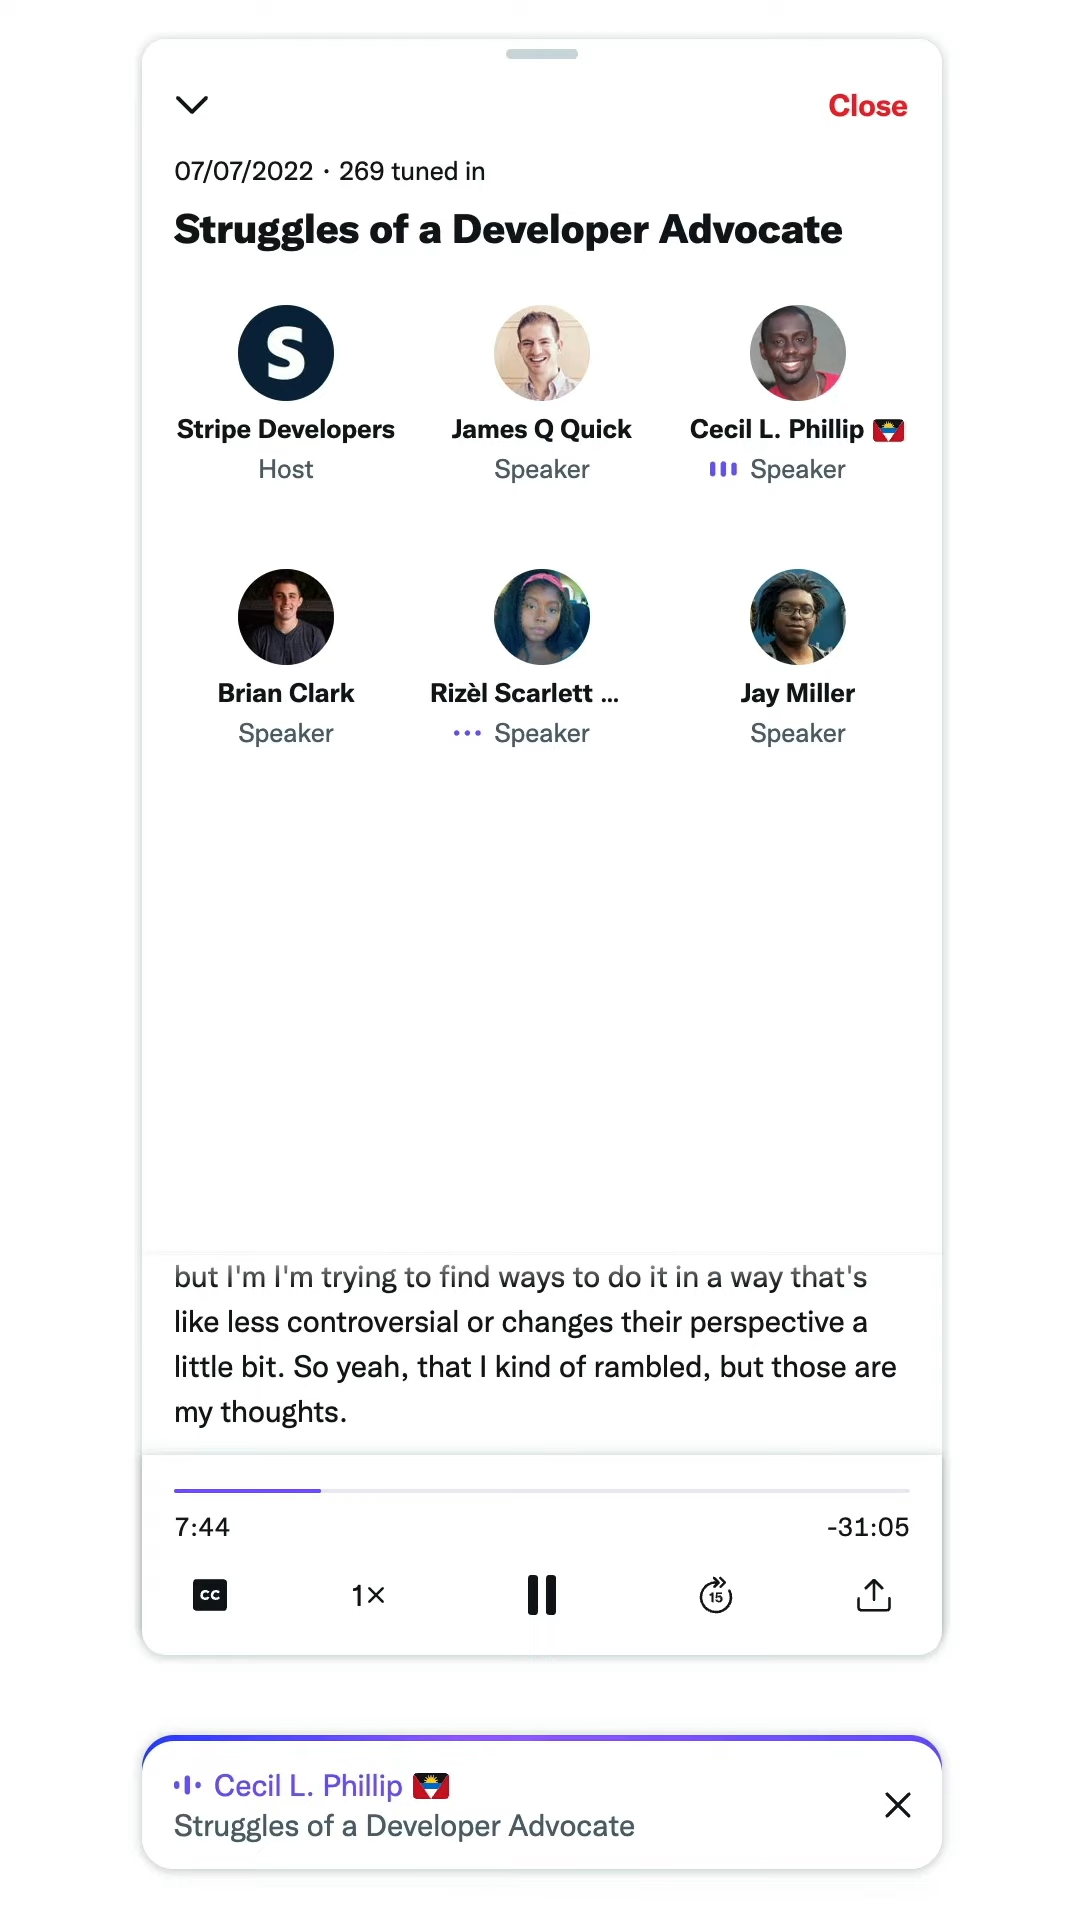 Close
07/07/2022 · 269 tuned in
Struggles of a Developer Advocate
S
Stripe Developers
Host
James Q Quick
Speaker
Cecil L. Phillip 🇦🇬
Speaker
Brian Clark
Speaker
Rizèl Scarlett ...
Speaker
Jay Miller
Speaker
but I'm I'm trying to find ways to do it in a way that's
like less controversial or changes their perspective a
little bit. So yeah, that I kind of rambled, but those are
my thoughts.
7:44
-31:05
CC
1×
15
Cecil L. Phillip 🇦🇬
Struggles of a Developer Advocate